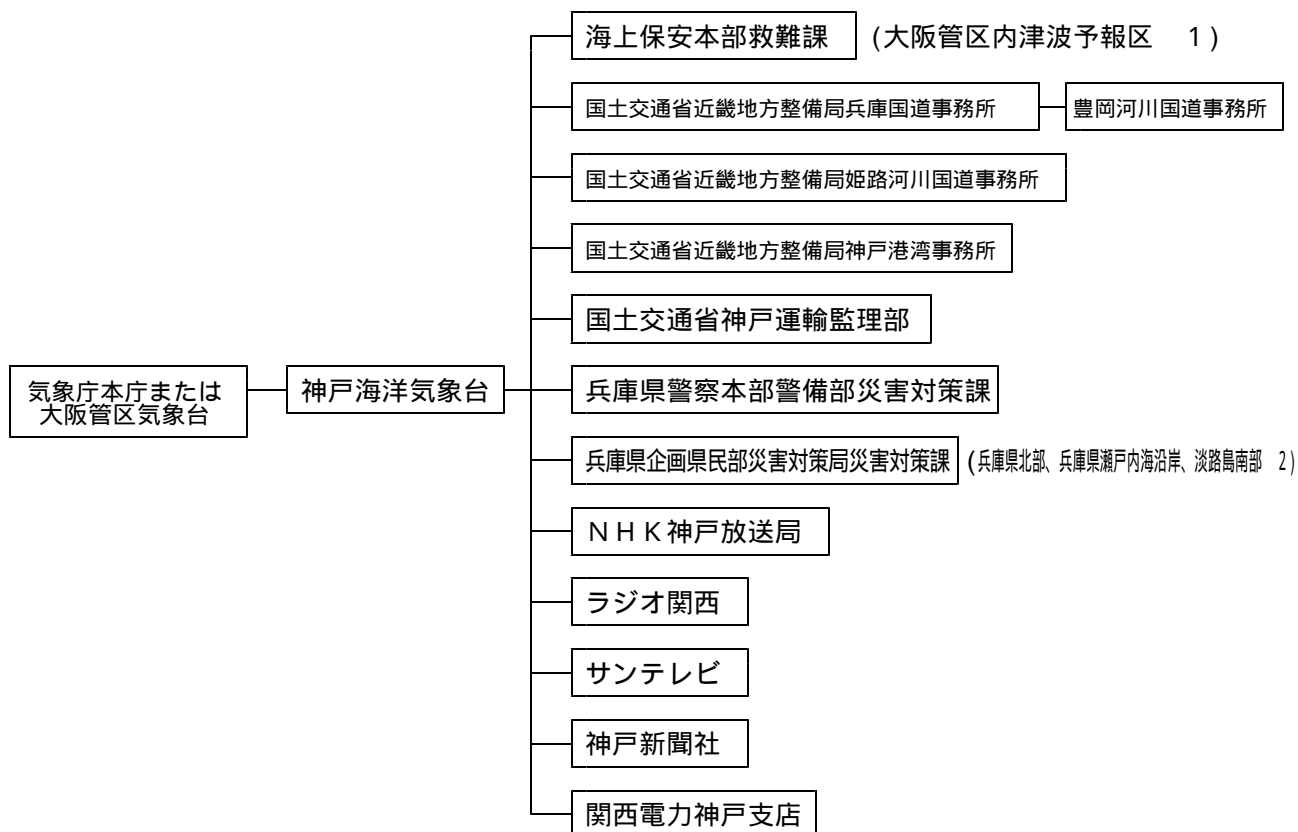 海上保安本部救難課 (大阪管区内津波予報区　1)
国土交通省近畿地方整備局兵庫国道事務所 豊岡河川国道事務所
国土交通省近畿地方整備局姫路河川国道事務所
国土交通省近畿地方整備局神戸港湾事務所
国土交通省神戸運輸監理部
気象庁本庁または
大阪管区気象台
神戸海洋気象台
兵庫県警察本部警備部災害対策課
兵庫県企画県民部災害対策局災害対策課 (兵庫県北部、兵庫県瀬戸内海沿岸、淡路島南部　2)
ＮＨＫ神戸放送局
ラジオ関西
サンテレビ
神戸新聞社
関西電力神戸支店